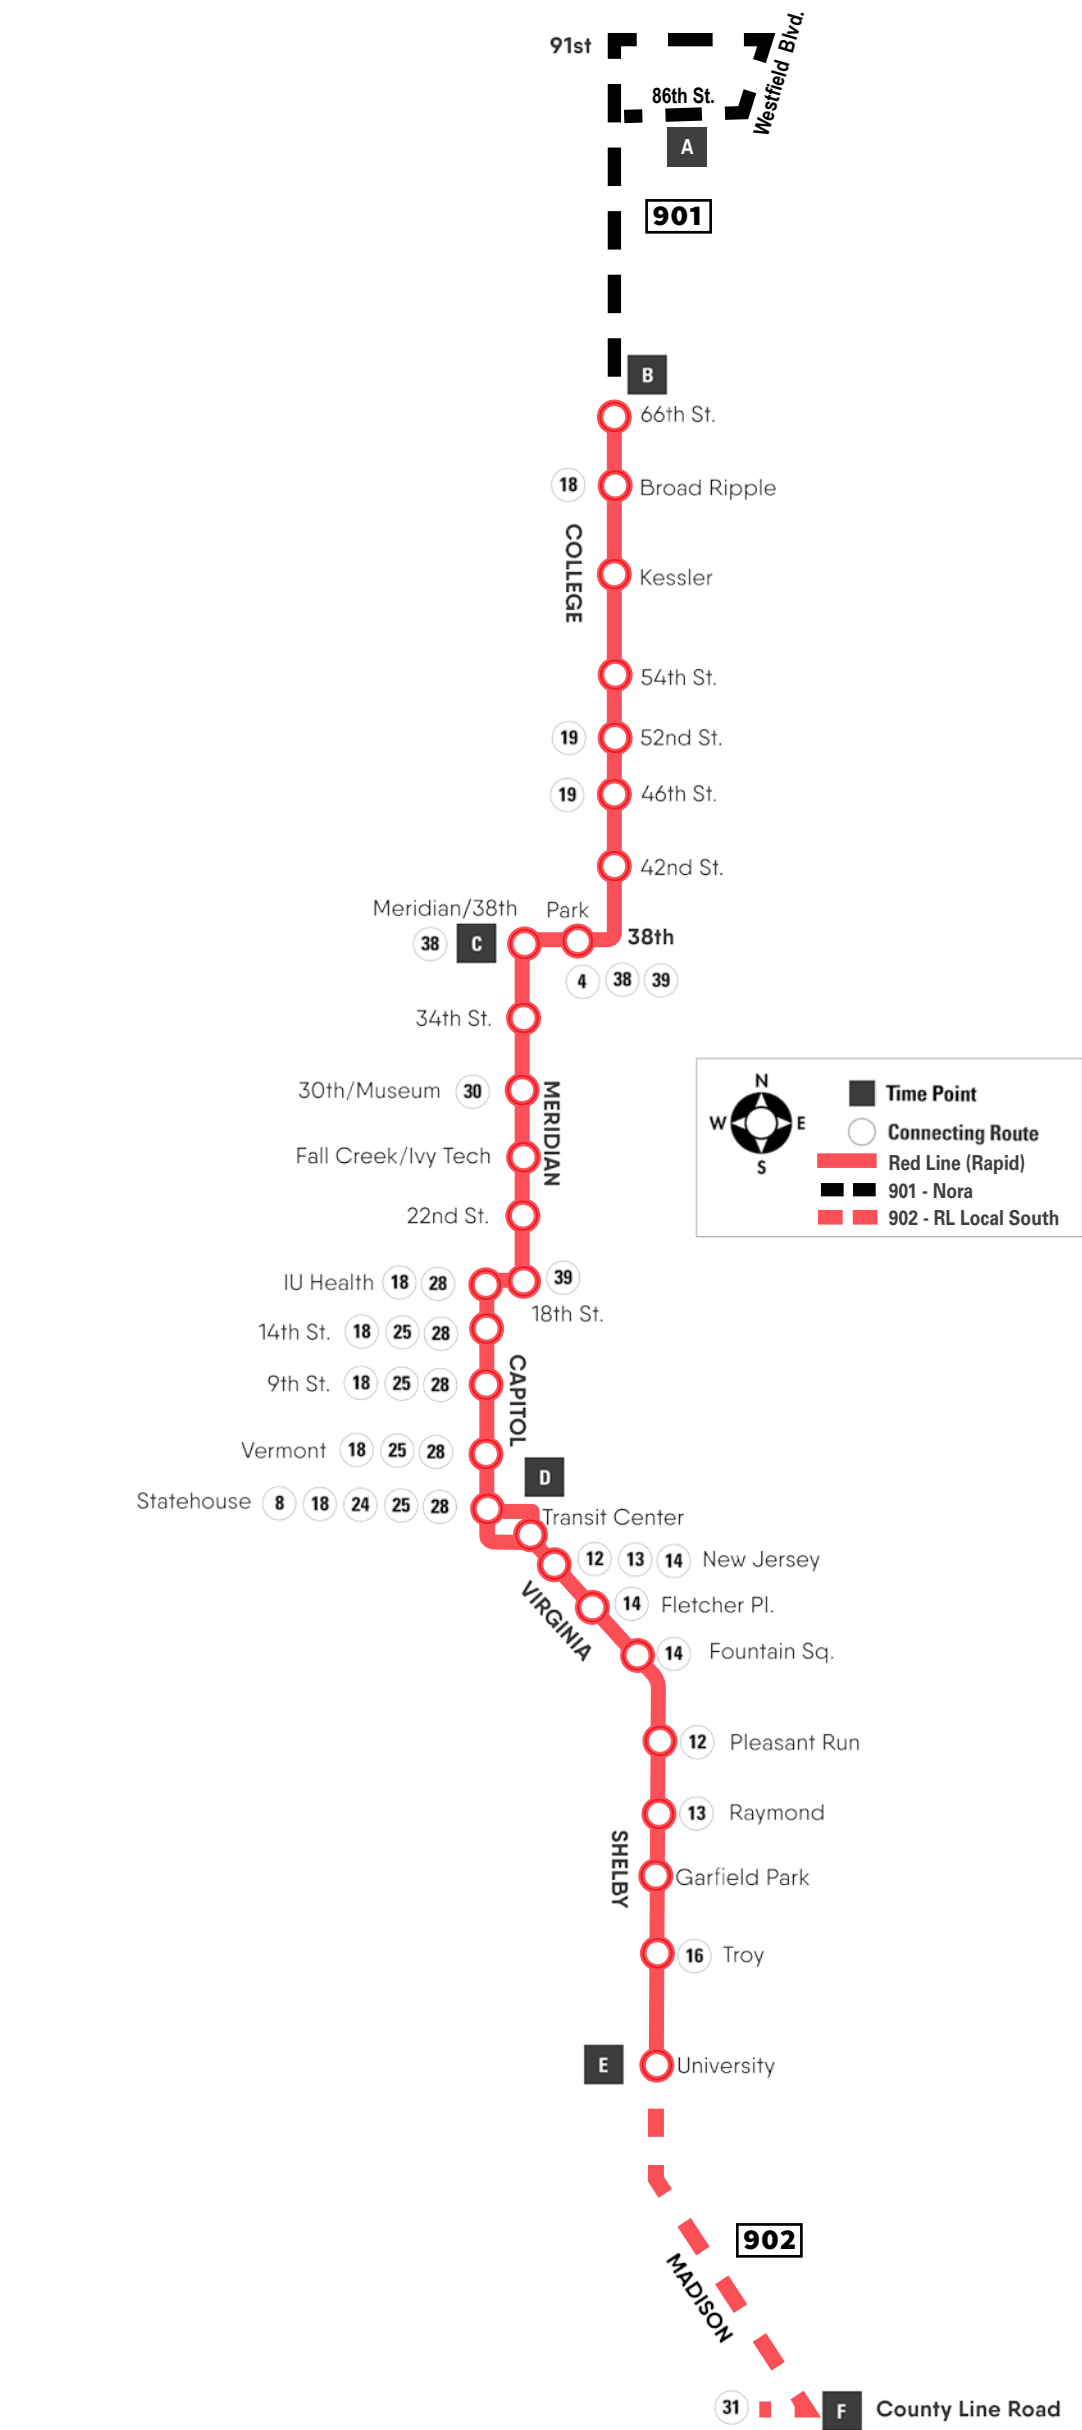 91st
Westfield Blvd.
86th St.
A
901
B
66th St.
18
Broad Ripple
COLLEGE
Kessler
54th St.
19
52nd St.
19
46th St.
42nd St.
Meridian/38th
Park
38
C
38th
4 38 39
34th St.
30th/Museum 30
MERIDIAN
Fall Creek/Ivy Tech
22nd St.
N
W E
S
Time Point
Connecting Route
Red Line (Rapid)
901 - Nora
902 - RL Local South
IU Health 18 28
39
18th St.
14th St. 18 25 28
CAPITOL
9th St. 18 25 28
Vermont 18 25 28
D
Statehouse 8 18 24 25 28
Transit Center
12 13 14 New Jersey
VIRGINIA
14 Fletcher Pl.
14 Fountain Sq.
12 Pleasant Run
13 Raymond
SHELBY
Garfield Park
16 Troy
E
University
902
MADISON
31
F
County Line Road